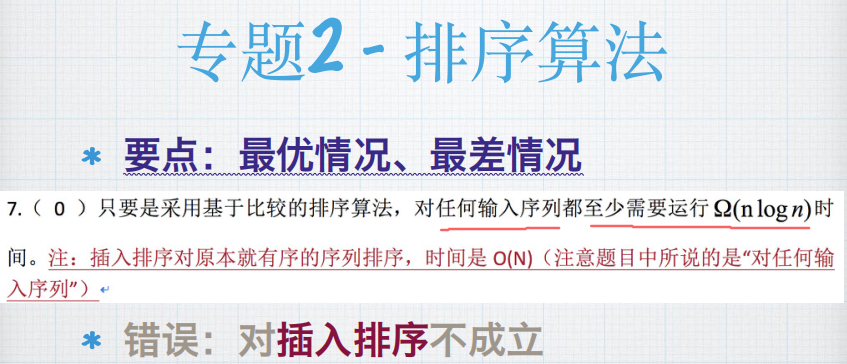 专题2 - 排序算法
* 要点：最优情况、最差情况
7.（ 0 ）只要是采用基于比较的排序算法，对任何输入序列都至少需要运行 Ω(n log n)时
间。注：插入排序对原本就有序的序列排序，时间是 O(N)（注意题目中所说的是“对任何输
入序列”）
* 错误：对插入排序不成立